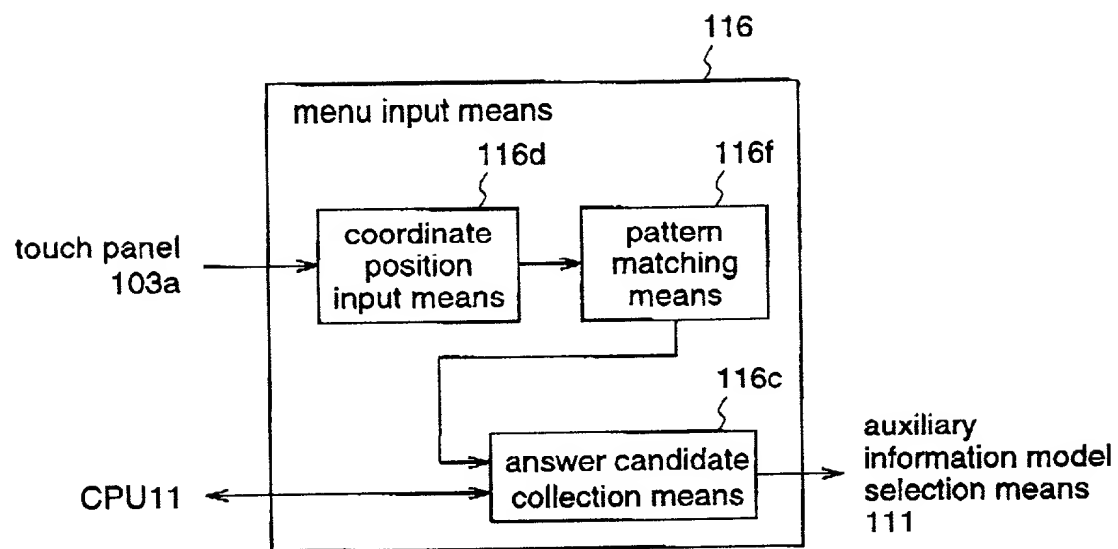 116
menu input means
116d
116f
touch panel
103a
coordinate
position
input means
pattern
matching
means
116c
CPU11
answer candidate
collection means
auxiliary
information model
selection means
111